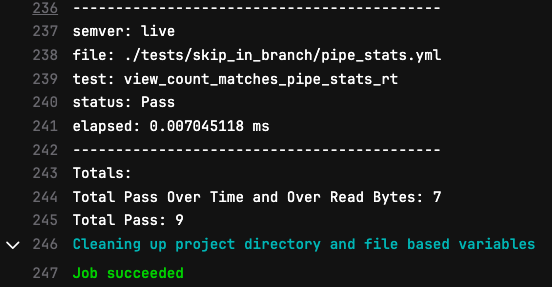 236 -------------------------------------------
237 semver: live
238 file: ./tests/skip_in_branch/pipe_stats.yml
239 test: view_count_matches_pipe_stats_rt
240 status: Pass
241 elapsed: 0.007045118 ms
242 -------------------------------------------
243 Totals:
244 Total Pass Over Time and Over Read Bytes: 7
245 Total Pass: 9
246 Cleaning up project directory and file based variables
247 Job succeeded